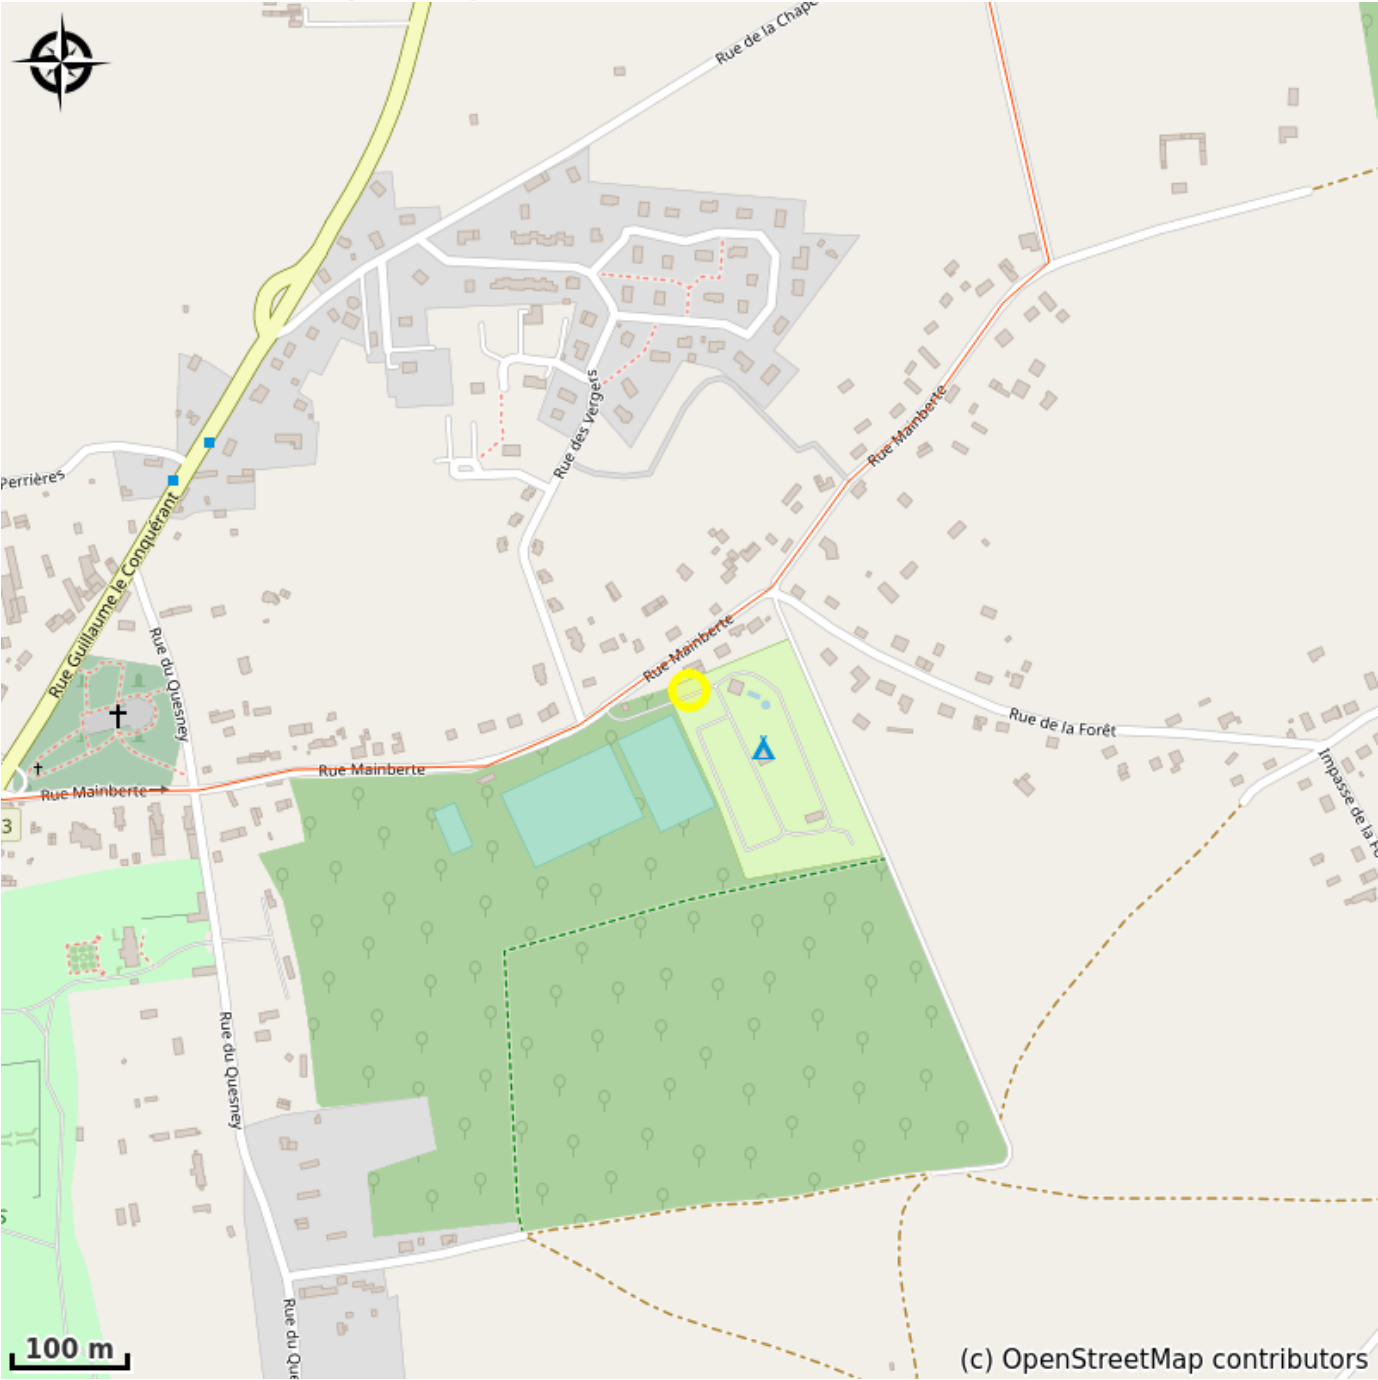 Rue de la Chape
Perrières
Rue des Vergers
Rue Mainberte
Rue Guillaume le Conquérant
Rue du Quesney
Rue Mainberte
Rue de la Forêt
Rue Mainberte
Rue Mainberte
3
Impasse de la Fo
Rue du Quesney
s
Rue du Que
100 m
(c) OpenStreetMap contributors